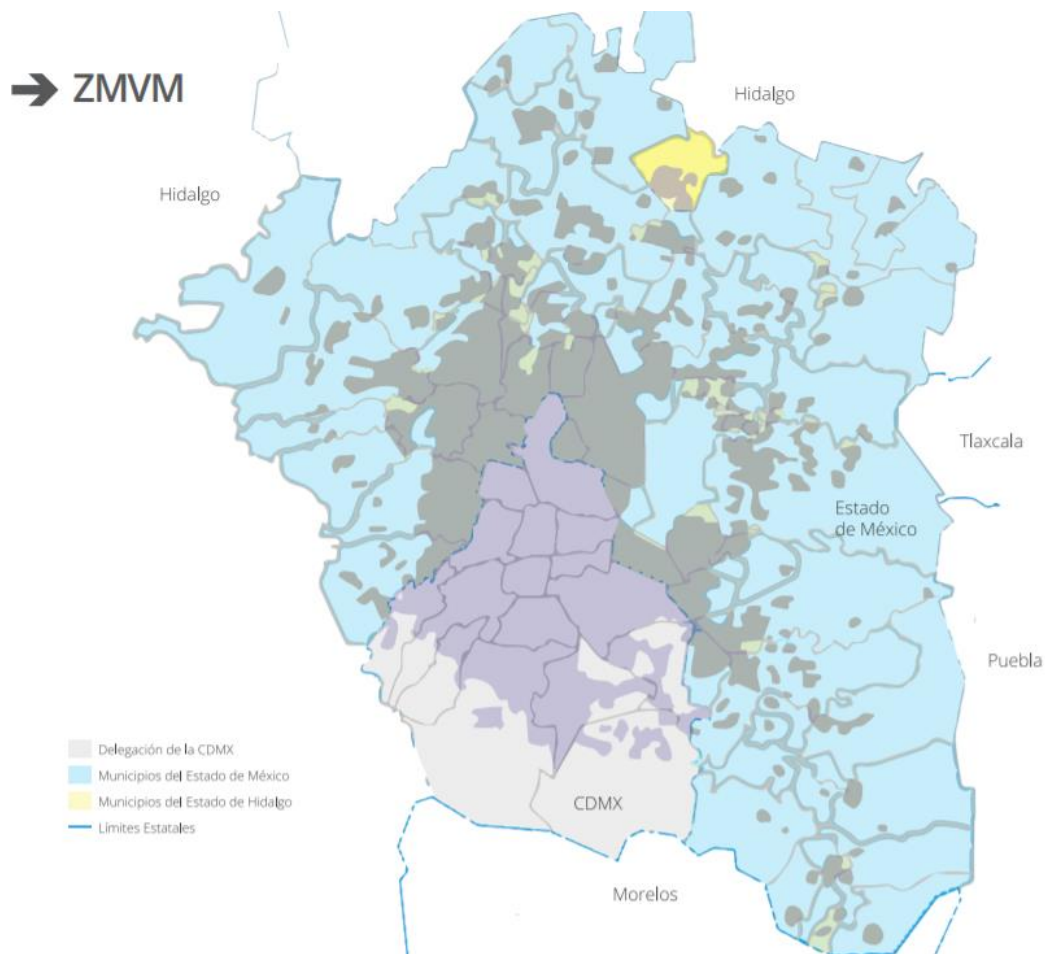 ZMVM
Hidalgo
Hidalgo
Tlaxcala
Estado
de México
Puebla
Delegación de la CDMX
Municipios del Estado de México
Municipios del Estado de Hidalgo
Límites Estatales
CDMX
Morelos